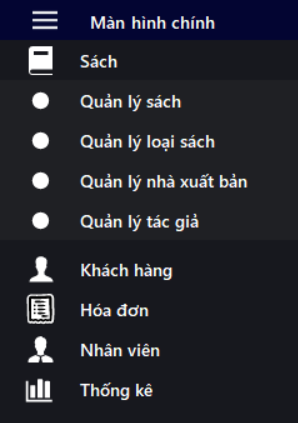 Màn hình chính
Sách
Quản lý sách
Quản lý loại sách
Quản lý nhà xuất bản
Quản lý tác giả
Khách hàng
Hóa đơn
Nhân viên
Thống kê